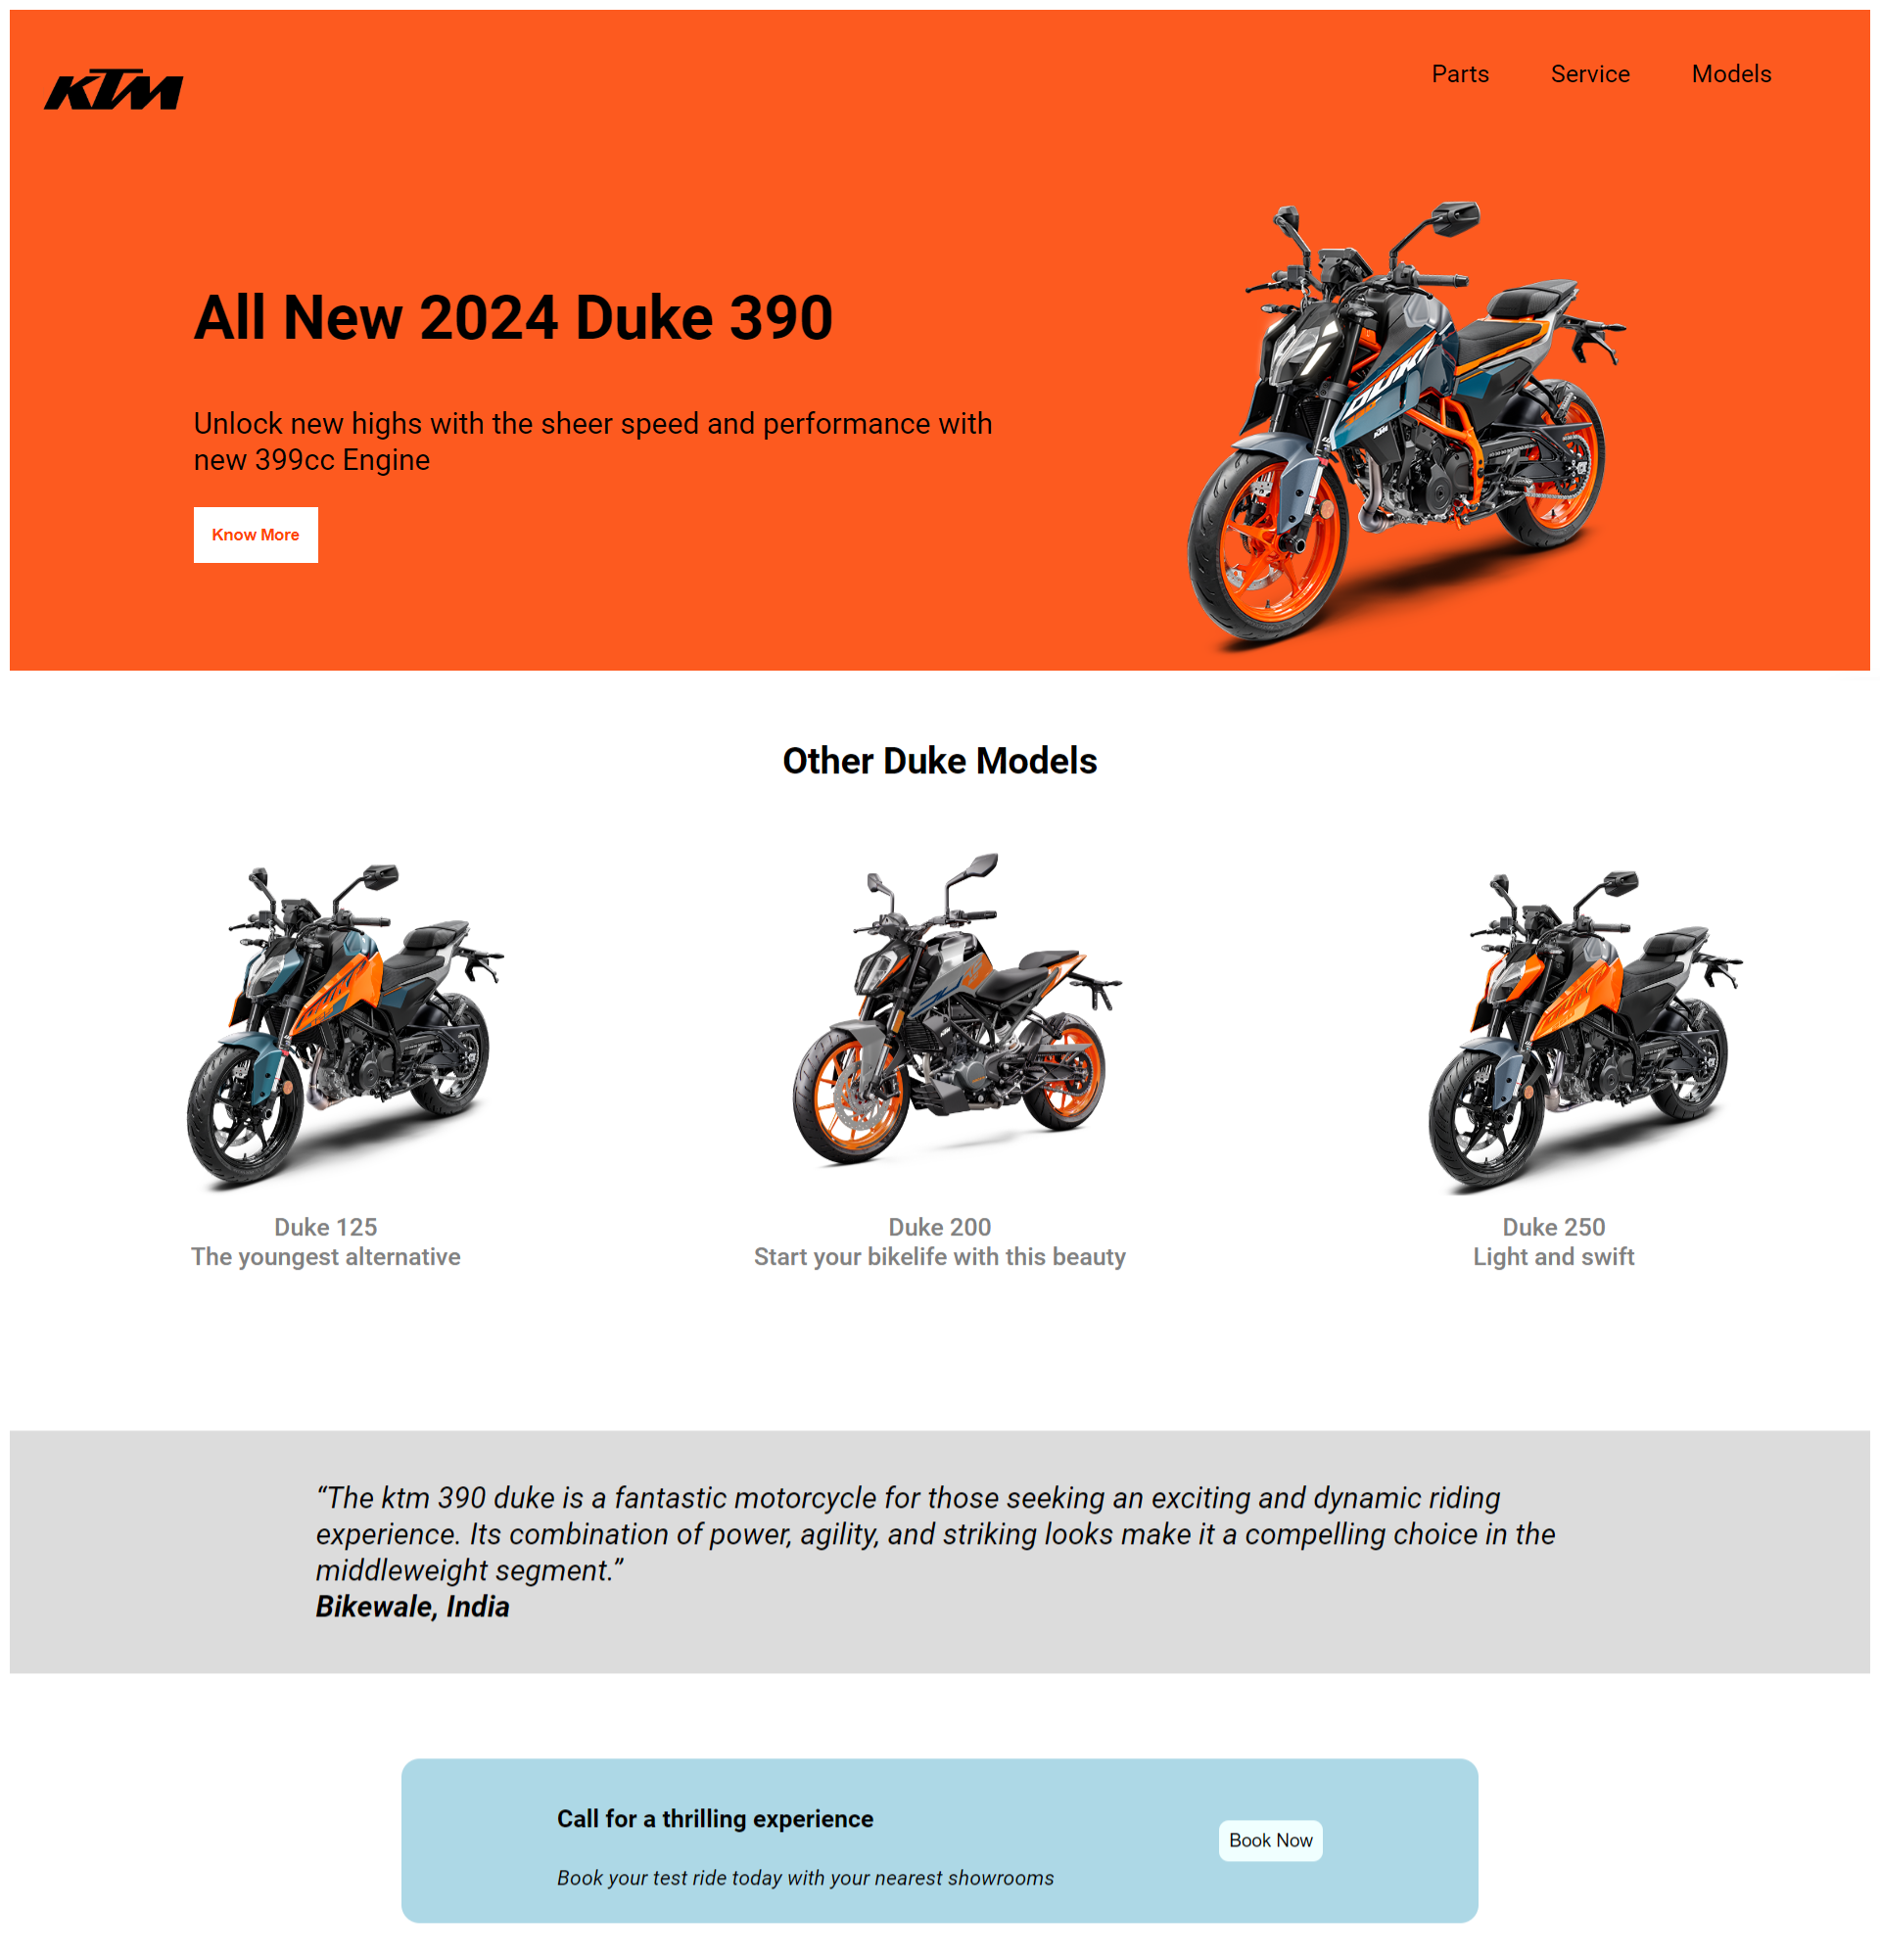 KTM
Parts Service Models
All New 2024 Duke 390
Unlock new highs with the sheer speed and performance with
new 399cc Engine
Know More
DUKE
390
KTM
Other Duke Models
Duke 125
The youngest alternative
Duke 200
Start your bikelife with this beauty
Duke 250
Light and swift
“The ktm 390 duke is a fantastic motorcycle for those seeking an exciting and dynamic riding
experience. Its combination of power, agility, and striking looks make it a compelling choice in the
middleweight segment.”
Bikewale, India
Call for a thrilling experience
Book your test ride today with your nearest showrooms
Book Now